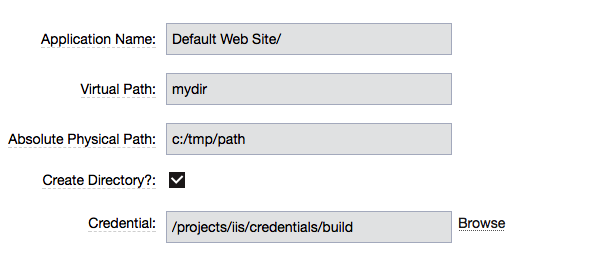 Application Name: Default Web Site/
Virtual Path: mydir
Absolute Physical Path: c:/tmp/path
Create Directory?:
Credential: /projects/iis/credentials/build Browse